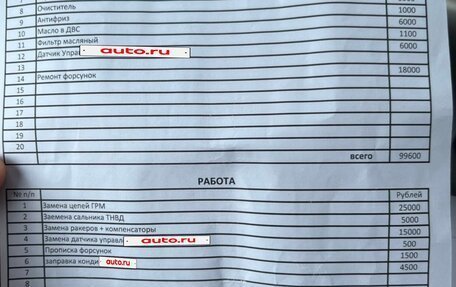 8 Очиститель 1000
9 Антифриз 6000
10 Масло в ДВС 1100
11 Фильтр масляный 6000
12 Датчик Управ auto.ru
13
14 Ремонт форсунок 18000
15
16
17
18
19
20
всего 99600
РАБОТА
№ п/п Рублей
1 Замена цепей ГРМ 25000
2 Заемена сальника ТНВД 5000
3 Замена ракеров + компенсаторы 15000
4 Замена датчика управл auto.ru 500
5 Прописка форсунок 1500
6 заправка конди auto.ru 4500
7
8